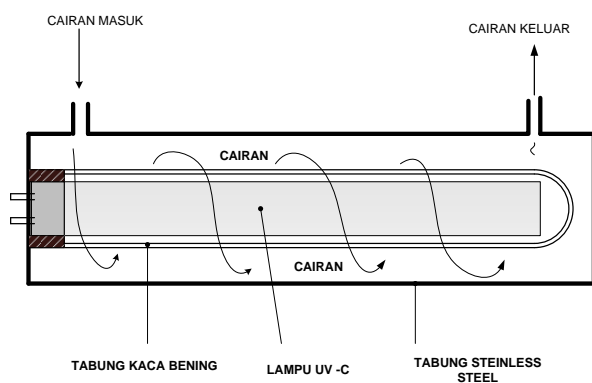 CAIRAN MASUK
CAIRAN KELUAR
CAIRAN
CAIRAN
TABUNG KACA BENING
LAMPU UV -C
TABUNG STEINLESS
STEEL